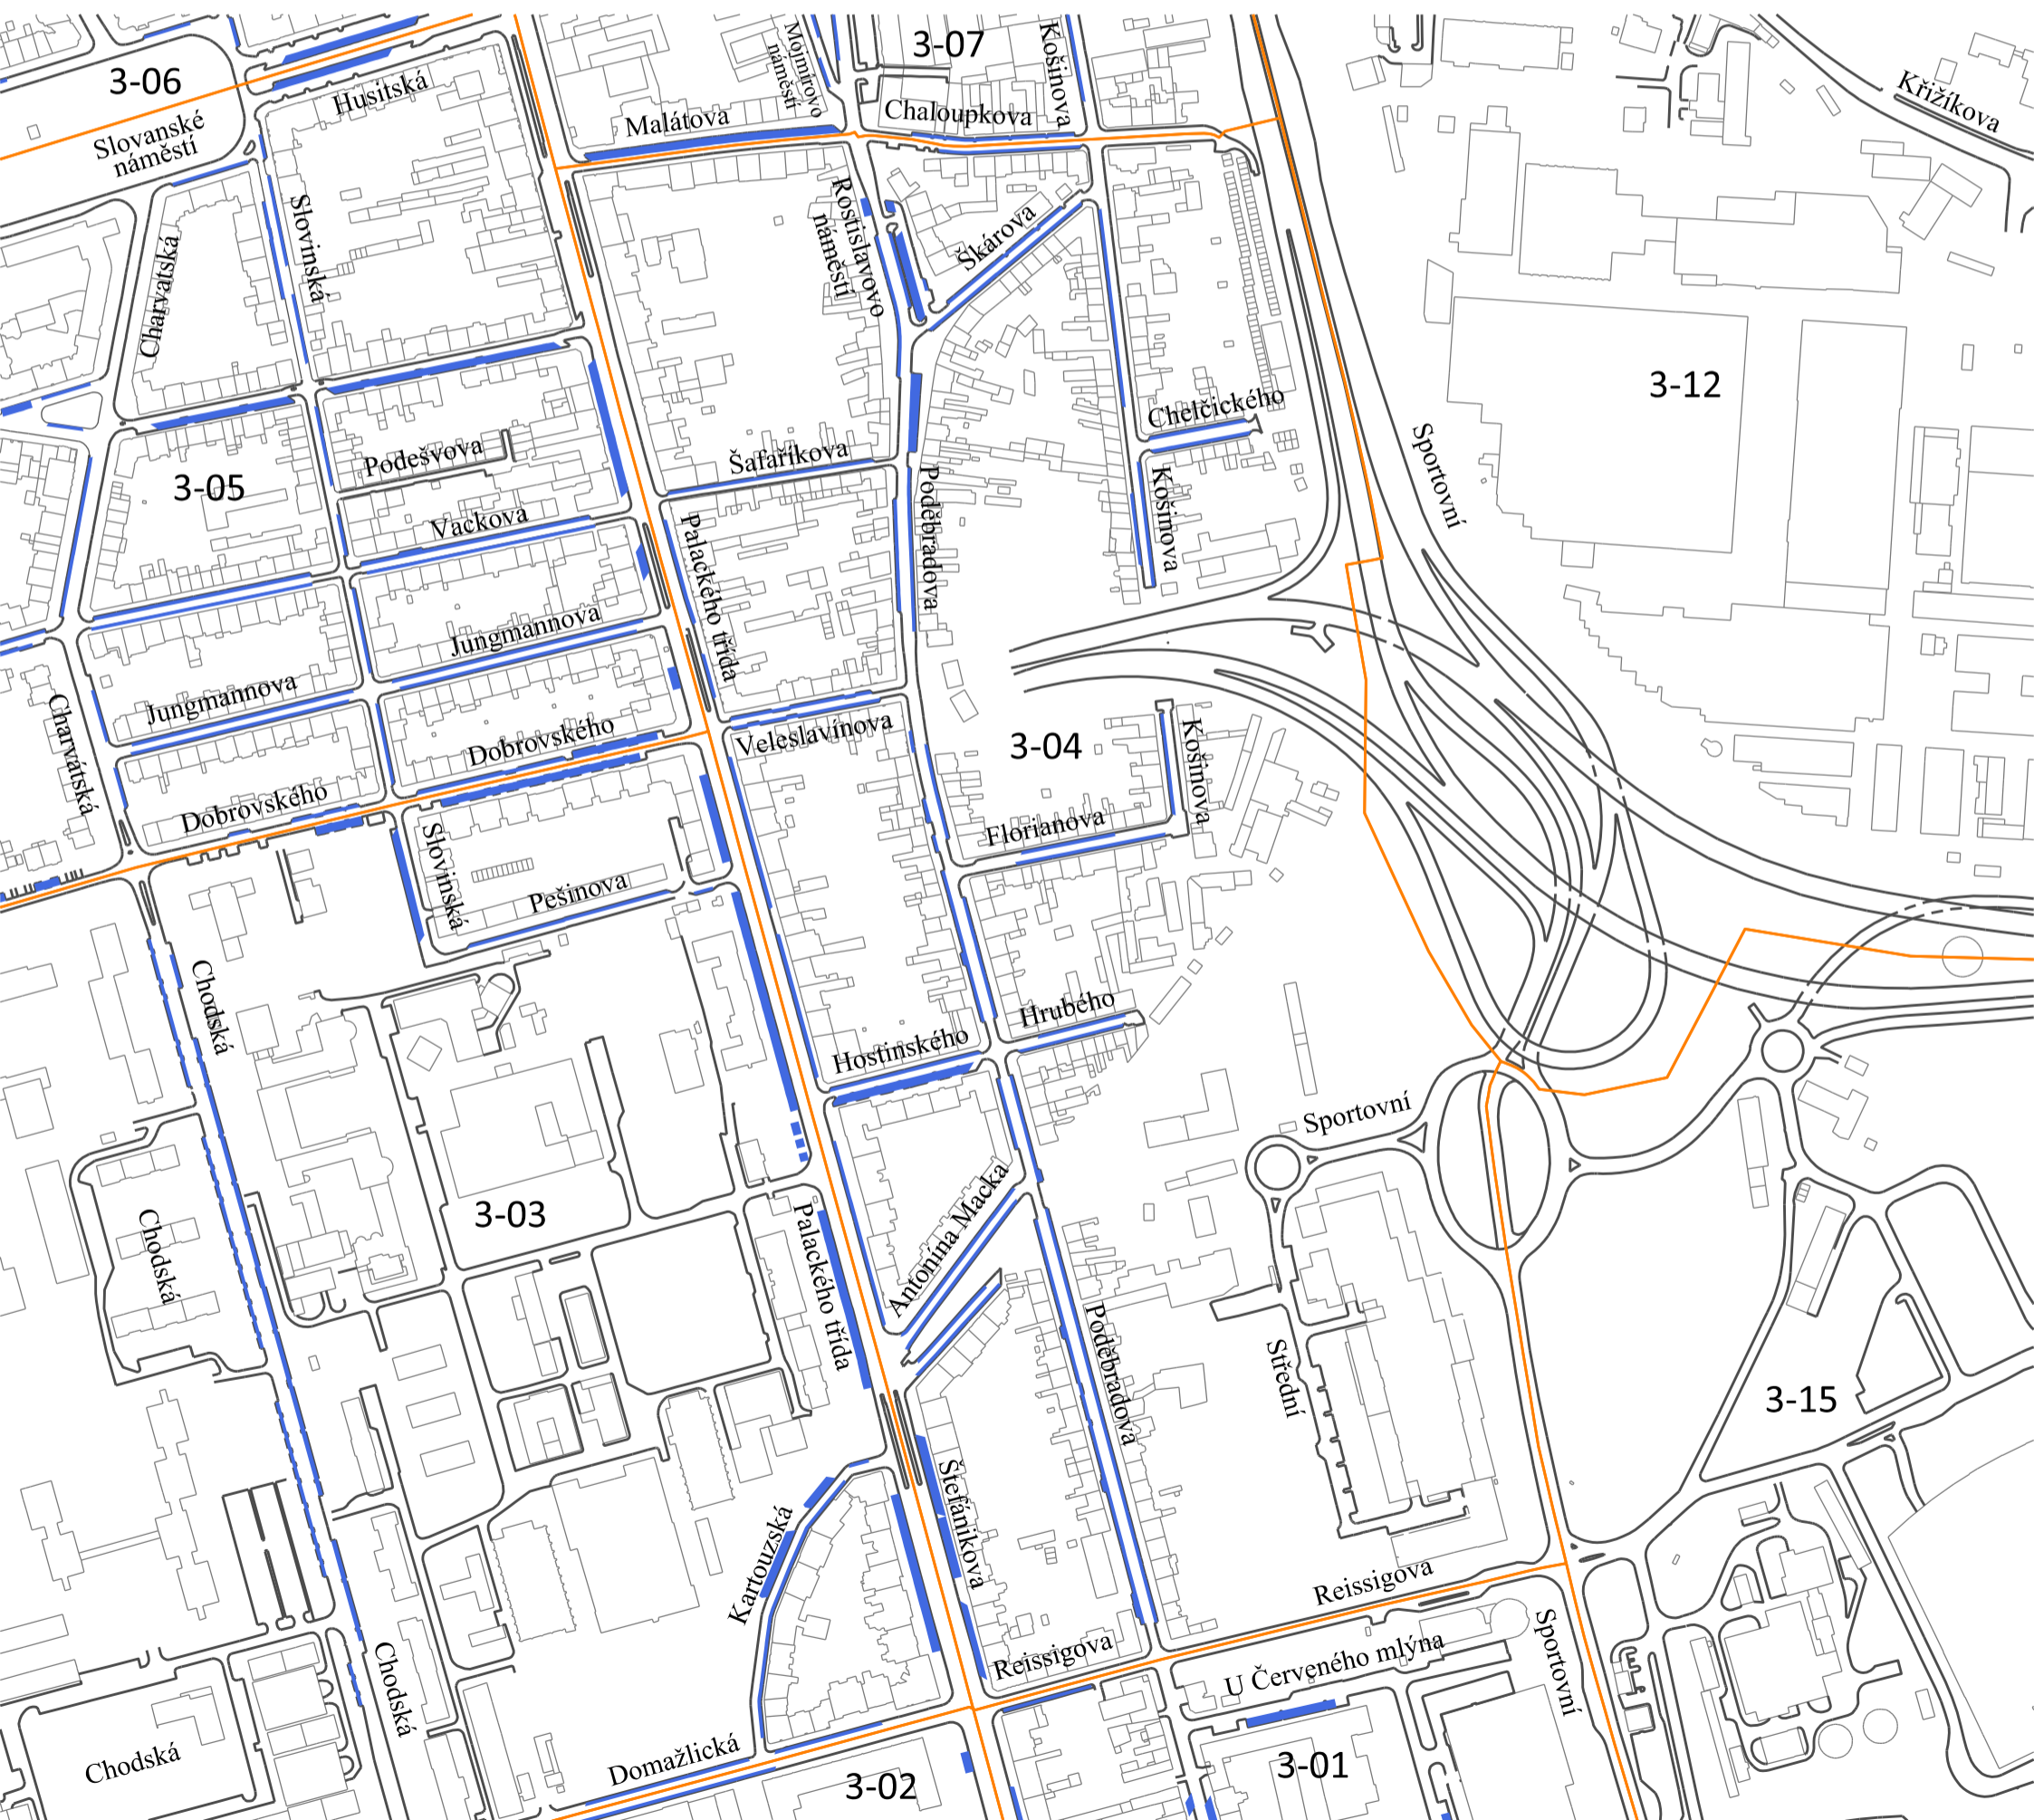 3-06
Slovanské
náměstí
Husitská
Malátova
Mojmírovo
náměstí
3-07
Chaloupkova
Košinova
Křižíkova
Charvatská
Slovinská
Rostislavovo
náměstí
Škárova
3-12
Chelčického
Sportovní
3-05
Podešvova
Vackova
Šafaříkova
Poděbradova
Košinova
Palackého třída
Jungmannova
Jungmannova
Charvátská
Dobrovského
Dobrovského
Veleslavínova
3-04
Košinova
Florianova
Slovinská
Pešinova
Chodská
Hostinského
Hrubého
Sportovní
3-03
Chodská
Palackého třída
Antonína Macka
Poděbradova
Střední
3-15
Štefánikova
Kartouzská
Reissigova
Reissigova
U Červeného mlýna
Sportovní
Chodská
Chodská
Domažlická
3-02
3-01